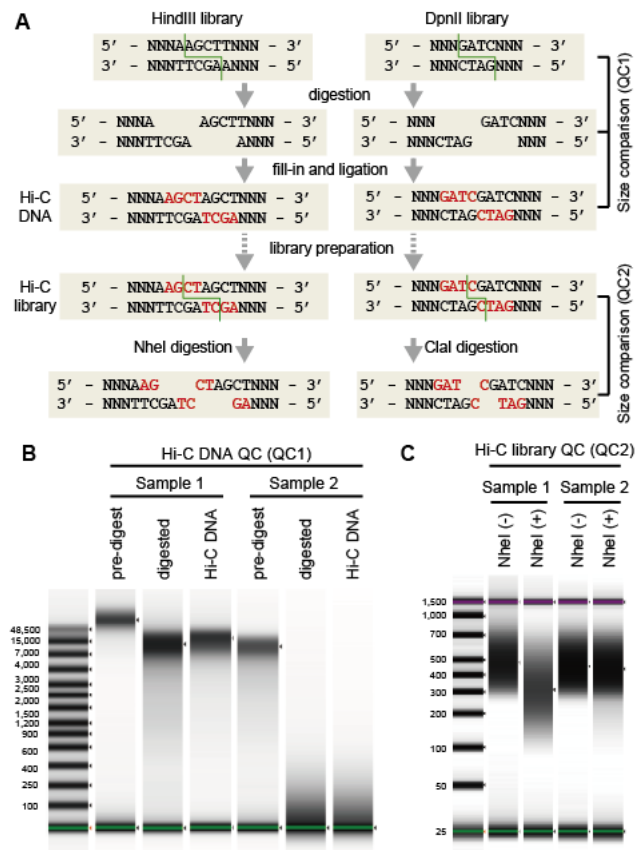 A
HindIII library
DpnII library
5′ - NNNAAGCTTNNN - 3′
3′ - NNNTTCGAANNN - 5′
5′ - NNNGATCNNN - 3′
3′ - NNNCTAGNNN - 5′
digestion
Size comparison (QC1)
5′ - NNNA AGCTTNNN - 3′
3′ - NNNTTCGA ANNN - 5′
5′ - NNN GATCNNN - 3′
3′ - NNNCTAG NNN - 5′
fill-in and ligation
Hi-C
DNA
5′ - NNNAAGCTAGCTNNN - 3′
3′ - NNNTTCGATCGANNN - 5′
5′ - NNNGATCGATCNNN - 3′
3′ - NNNCTAGCTAGNNN - 5′
library preparation
Hi-C
library
5′ - NNNAAGCTAGCTNNN - 3′
3′ - NNNTTCGATCGANNN - 5′
5′ - NNNGATCGATCNNN - 3′
3′ - NNNCTAGCTAGNNN - 5′
Size comparison (QC2)
NheI digestion
ClaI digestion
5′ - NNNAAG CTAGCTNNN - 3′
3′ - NNNTTCGATC GANNN - 5′
5′ - NNNGAT CGATCNNN - 3′
3′ - NNNCTAGC TAGNNN - 5′
B
Hi-C DNA QC (QC1)
Sample 1
Sample 2
pre-digest
digested
Hi-C DNA
pre-digest
digested
Hi-C DNA
48,500
15,000
7,000
4,000
3,000
2,500
2,000
1,500
1,200
900
600
400
250
100
C
Hi-C library QC (QC2)
Sample 1
Sample 2
NheI (-)
NheI (+)
NheI (-)
NheI (+)
1,500
1,000
700
500
400
300
200
100
50
25